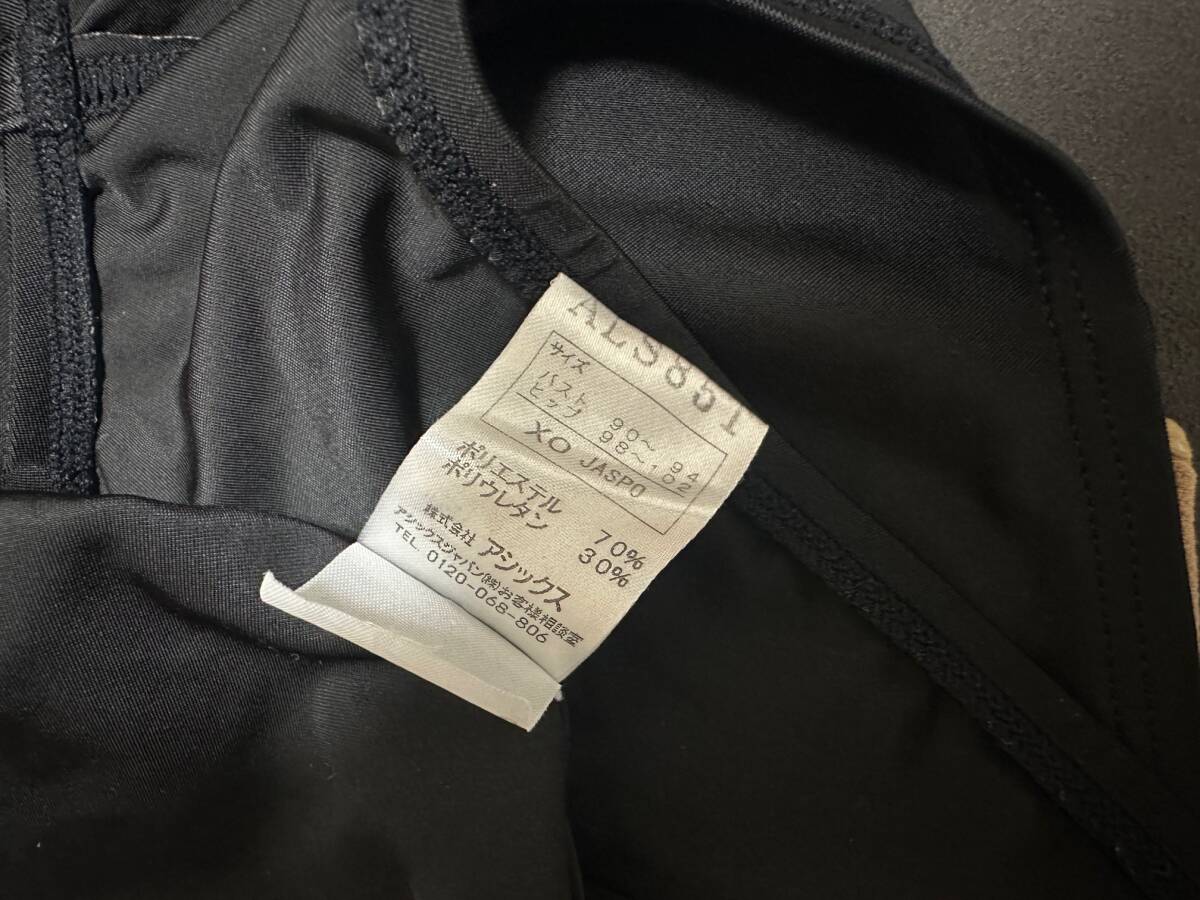 ALS851
サイズ
バスト 90～ 94
ヒップ 98～102
XO JASPO
ポリエステル 70%
ポリウレタン 30%
株式会社 アシックス
アシックスジャパン(株)お客様相談室
TEL 0120-068-806